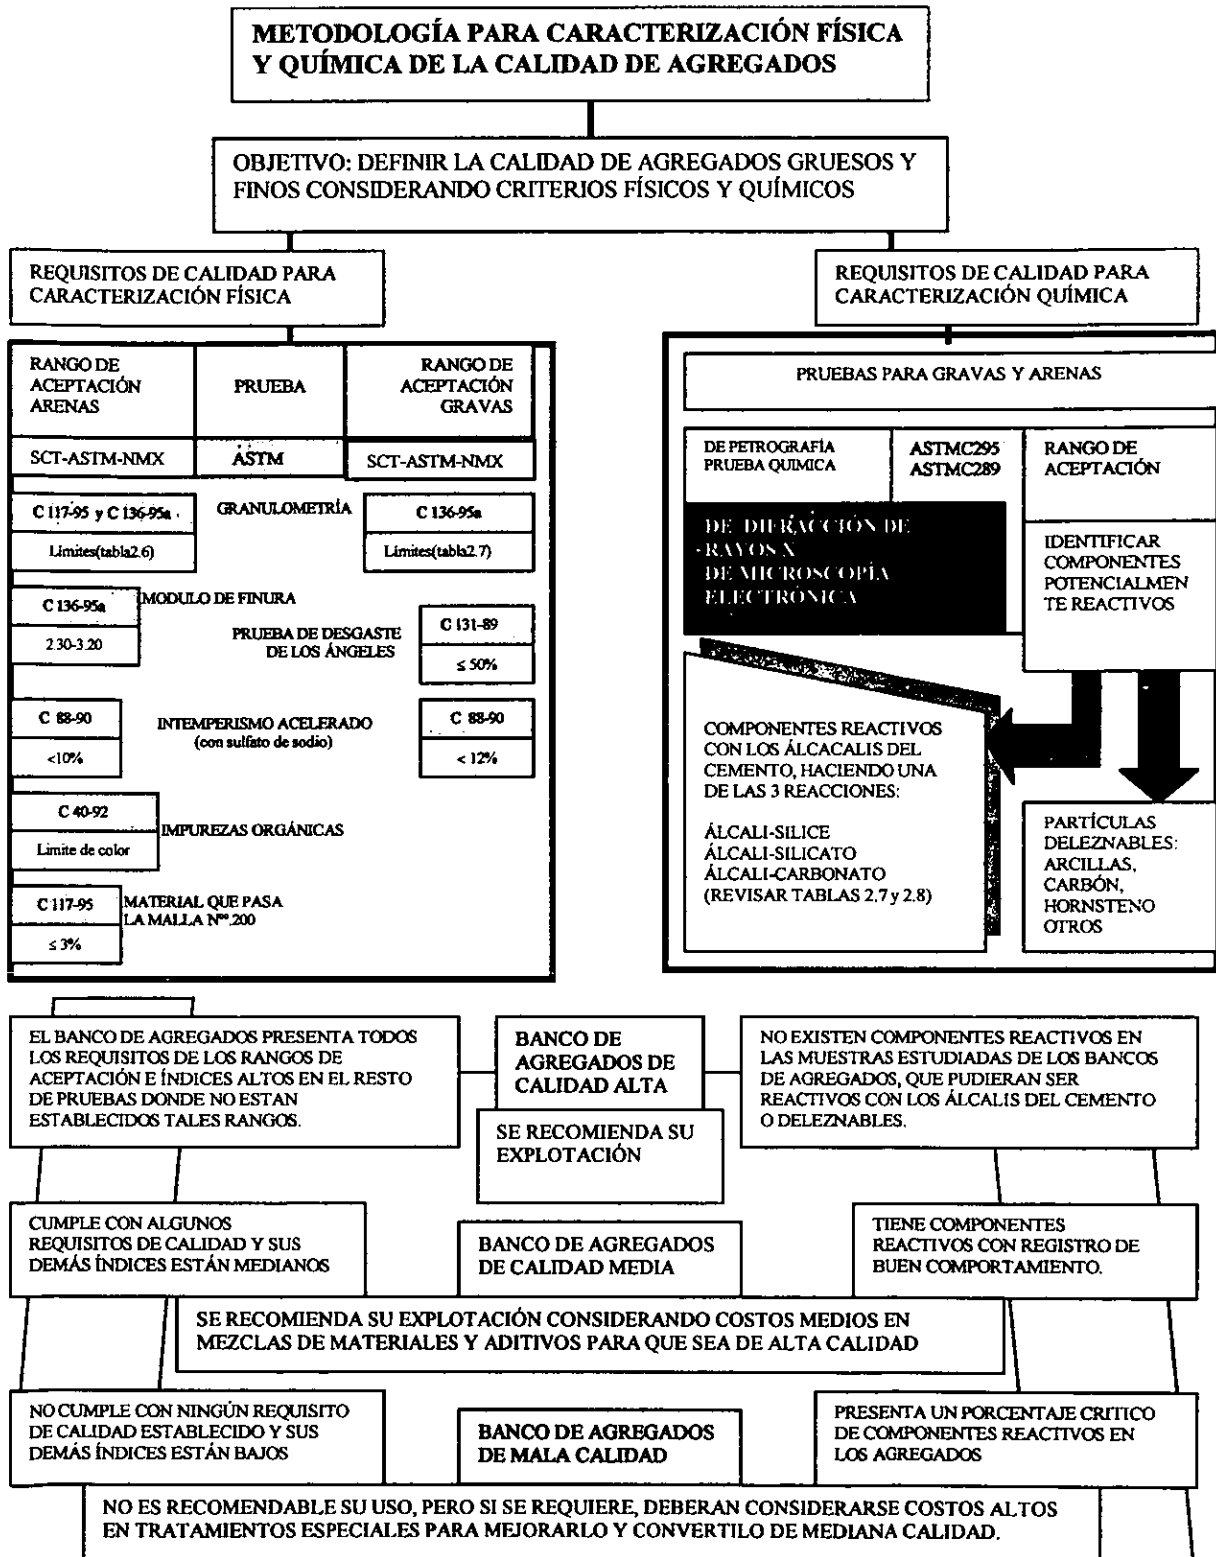 METODOLOGÍA PARA CARACTERIZACIÓN FÍSICA
Y QUÍMICA DE LA CALIDAD DE AGREGADOS
OBJETIVO: DEFINIR LA CALIDAD DE AGREGADOS GRUESOS Y
FINOS CONSIDERANDO CRITERIOS FÍSICOS Y QUÍMICOS
REQUISITOS DE CALIDAD PARA
CARACTERIZACIÓN FÍSICA
RANGO DE
ACEPTACIÓN
ARENAS
PRUEBA
RANGO DE
ACEPTACIÓN
GRAVAS
SCT-ASTM-NMX
ASTM
SCT-ASTM-NMX
C 117-95 y C 136-95a
Límites(tabla2.6)
GRANULOMETRÍA
C 136-95a
Límites(tabla2.7)
C 136-95a
2.30-3.20
MODULO DE FINURA
PRUEBA DE DESGASTE
DE LOS ÁNGELES
C 131-89
≤ 50%
C 88-90
<10%
INTEMPERISMO ACELERADO
(con sulfato de sodio)
C 88-90
< 12%
C 40-92
Limite de color
IMPUREZAS ORGÁNICAS
C 117-95
≤ 3%
MATERIAL QUE PASA
LA MALLA Nº.200
REQUISITOS DE CALIDAD PARA
CARACTERIZACIÓN QUÍMICA
PRUEBAS PARA GRAVAS Y ARENAS
DE PETROGRAFÍA
PRUEBA QUIMICA
ASTMC295
ASTMC289
RANGO DE
ACEPTACIÓN
DE DIFRACCIÓN DE
RAYOS X
DE MICROSCOPÍA
ELECTRÓNICA
IDENTIFICAR
COMPONENTES
POTENCIALMEN
TE REACTIVOS
COMPONENTES REACTIVOS
CON LOS ÁLCACALIS DEL
CEMENTO, HACIENDO UNA
DE LAS 3 REACCIONES:
ÁLCALI-SILICE
ÁLCALI-SILICATO
ÁLCALI-CARBONATO
(REVISAR TABLAS 2.7 y 2.8)
PARTÍCULAS
DELEZNABLES:
ARCILLAS,
CARBÓN,
HORNSTENO
OTROS
EL BANCO DE AGREGADOS PRESENTA TODOS
LOS REQUISITOS DE LOS RANGOS DE
ACEPTACIÓN E ÍNDICES ALTOS EN EL RESTO
DE PRUEBAS DONDE NO ESTAN
ESTABLECIDOS TALES RANGOS.
BANCO DE
AGREGADOS DE
CALIDAD ALTA
SE RECOMIENDA SU
EXPLOTACIÓN
NO EXISTEN COMPONENTES REACTIVOS EN
LAS MUESTRAS ESTUDIADAS DE LOS BANCOS
DE AGREGADOS, QUE PUDIERAN SER
REACTIVOS CON LOS ÁLCALIS DEL CEMENTO
O DELEZNABLES.
CUMPLE CON ALGUNOS
REQUISITOS DE CALIDAD Y SUS
DEMÁS ÍNDICES ESTÁN MEDIANOS
BANCO DE AGREGADOS
DE CALIDAD MEDIA
TIENE COMPONENTES
REACTIVOS CON REGISTRO DE
BUEN COMPORTAMIENTO.
SE RECOMIENDA SU EXPLOTACIÓN CONSIDERANDO COSTOS MEDIOS EN
MEZCLAS DE MATERIALES Y ADITIVOS PARA QUE SEA DE ALTA CALIDAD
NO CUMPLE CON NINGÚN REQUISITO
DE CALIDAD ESTABLECIDO Y SUS
DEMÁS ÍNDICES ESTÁN BAJOS
BANCO DE AGREGADOS
DE MALA CALIDAD
PRESENTA UN PORCENTAJE CRITICO
DE COMPONENTES REACTIVOS EN
LOS AGREGADOS
NO ES RECOMENDABLE SU USO, PERO SI SE REQUIERE, DEBERAN CONSIDERARSE COSTOS ALTOS
EN TRATAMIENTOS ESPECIALES PARA MEJORARLO Y CONVERTILO DE MEDIANA CALIDAD.